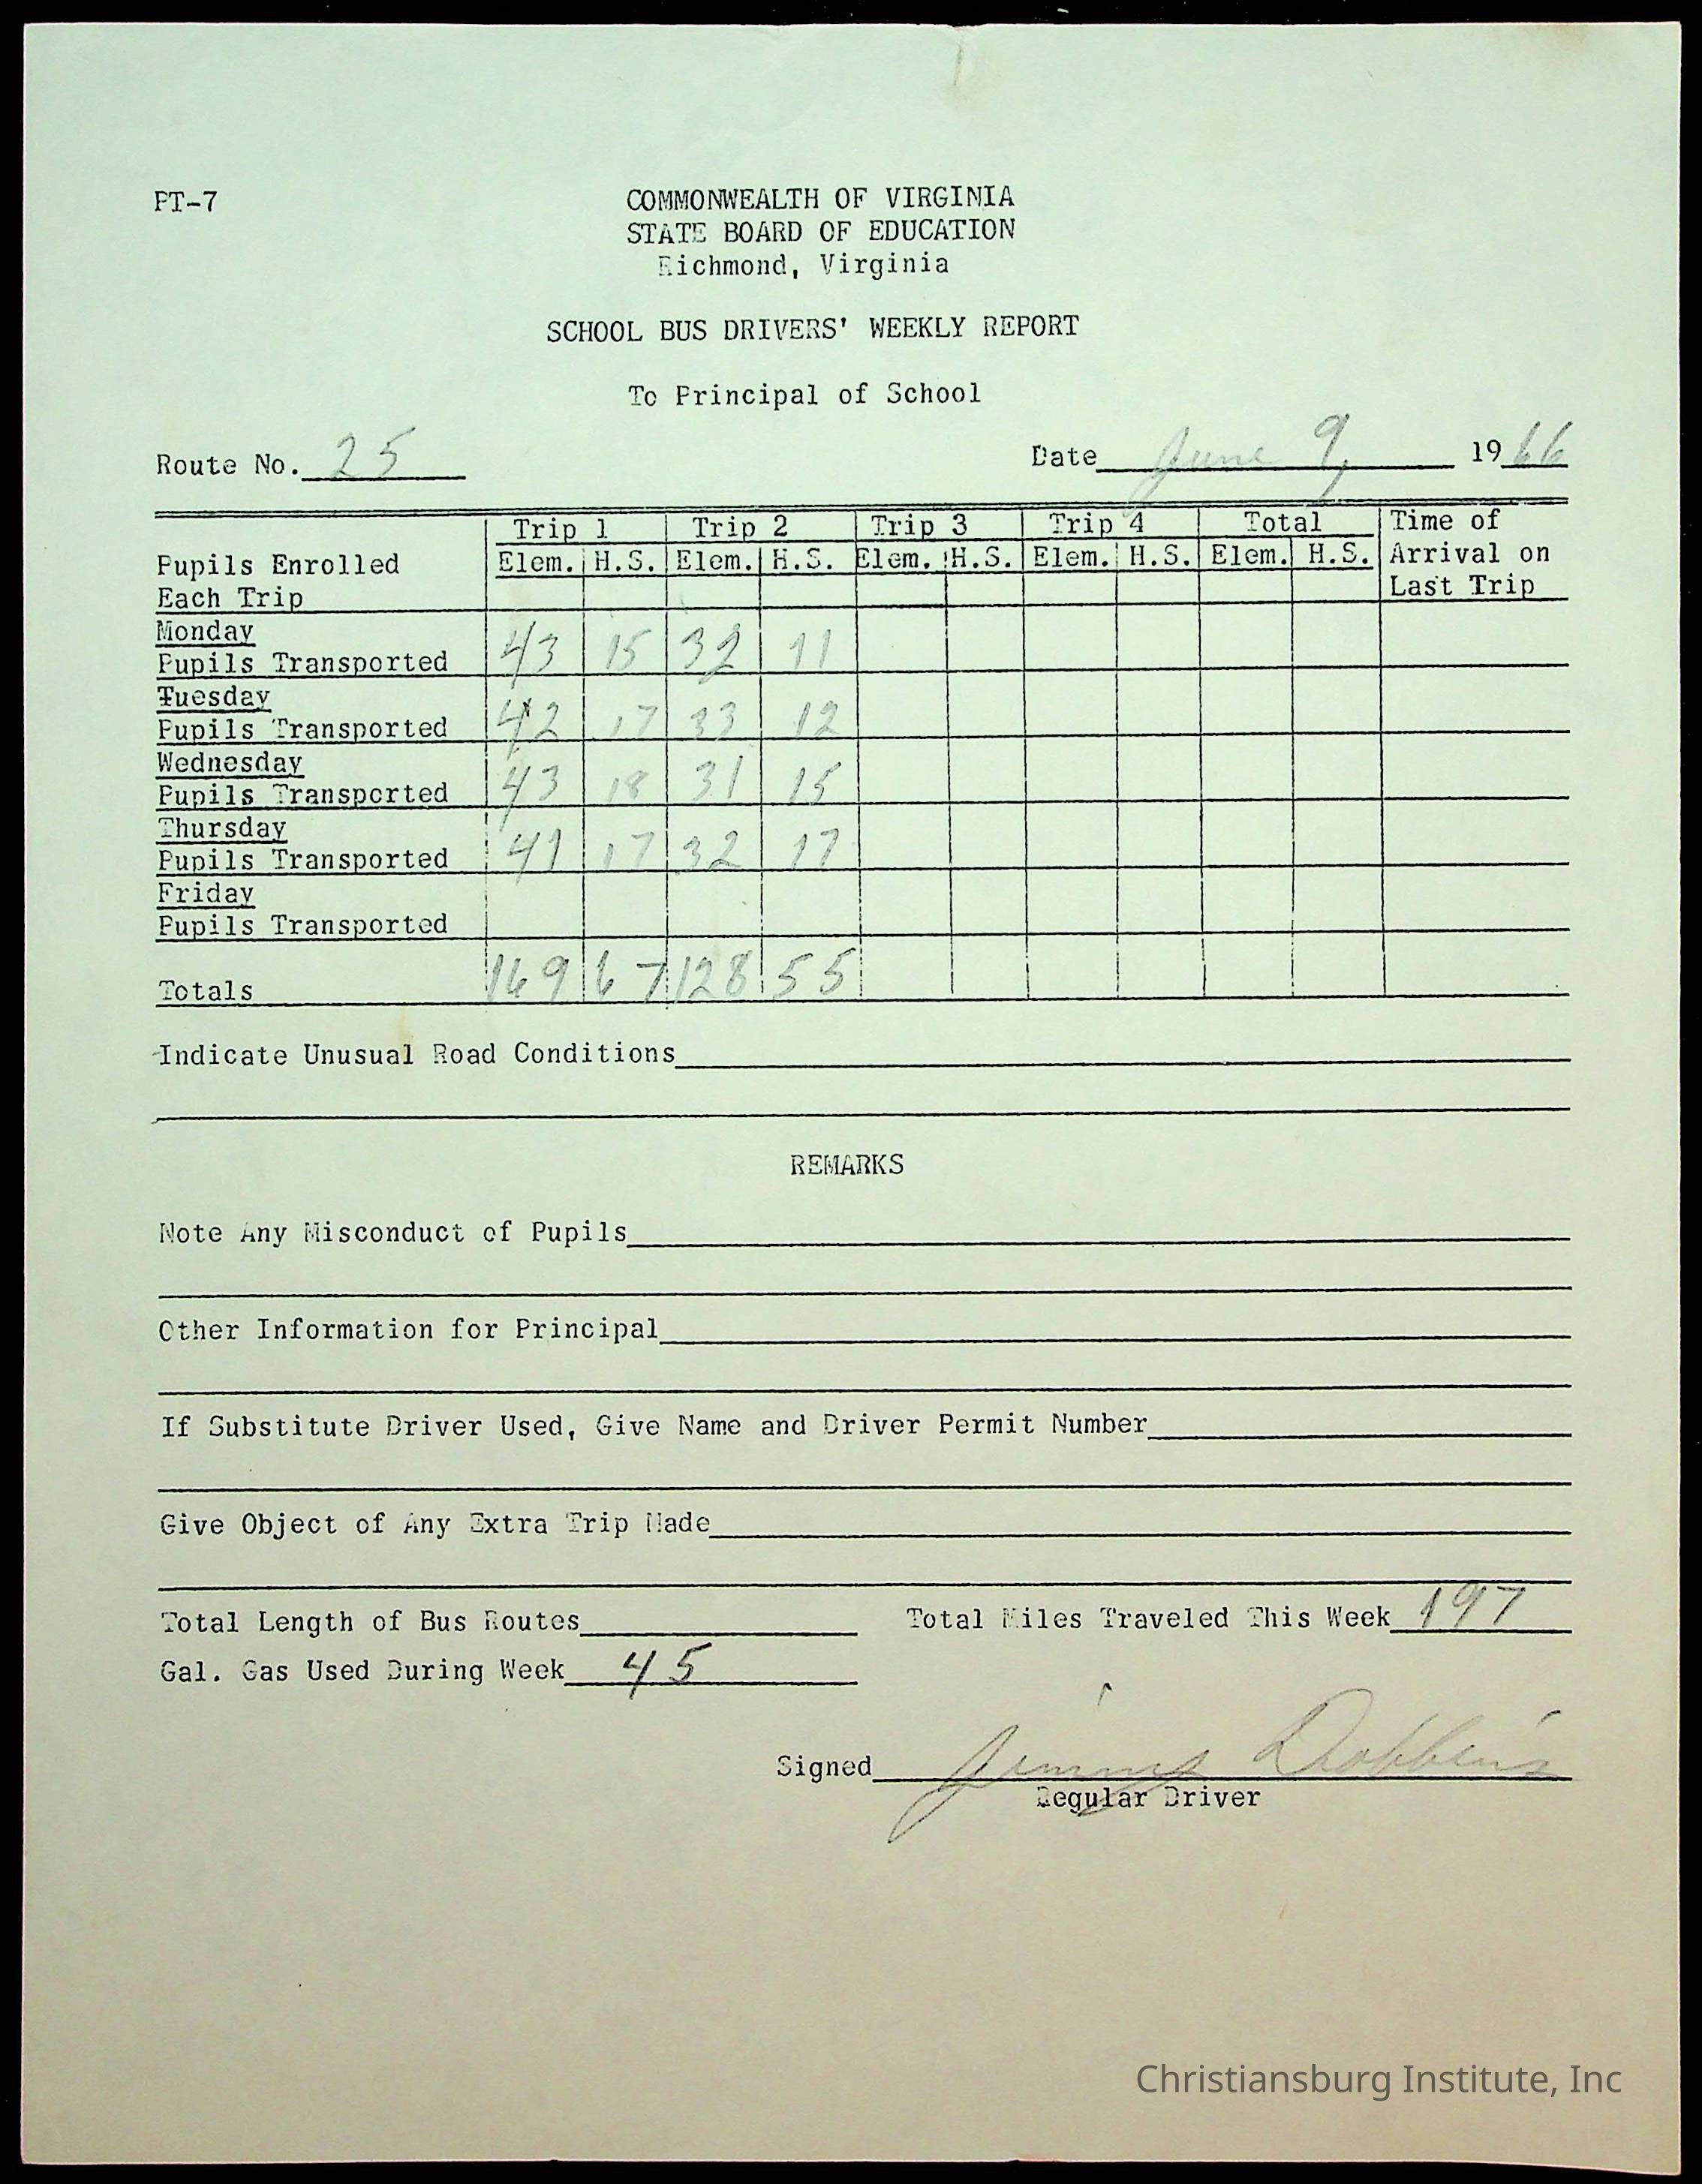 PT-7
COMMONWEALTH OF VIRGINIA
STATE BOARD OF EDUCATION
Richmond, Virginia
SCHOOL BUS DRIVERS' WEEKLY REPORT
To Principal of School
Route No. 25 Date June 9, 1966
Trip 1 Trip 2 Trip 3 Trip 4 Total Time of
Pupils Enrolled Elem. H.S. Elem. H.S. Elem. H.S. Elem. H.S. Elem. H.S. Arrival on
Each Trip Last Trip
Monday
Pupils Transported 43 15 32 11
Tuesday
Pupils Transported 42 17 33 12
Wednesday
Pupils Transported 43 18 31 15
Thursday
Pupils Transported 41 17 32 17
Friday
Pupils Transported
Totals 169 67 128 55
Indicate Unusual Road Conditions
REMARKS
Note Any Misconduct of Pupils
Other Information for Principal
If Substitute Driver Used, Give Name and Driver Permit Number
Give Object of Any Extra Trip Made
Total Length of Bus Routes Total Miles Traveled This Week 197
Gal. Gas Used During Week 45
Signed Jimmy Dobbins
Regular Driver
Christiansburg Institute, Inc